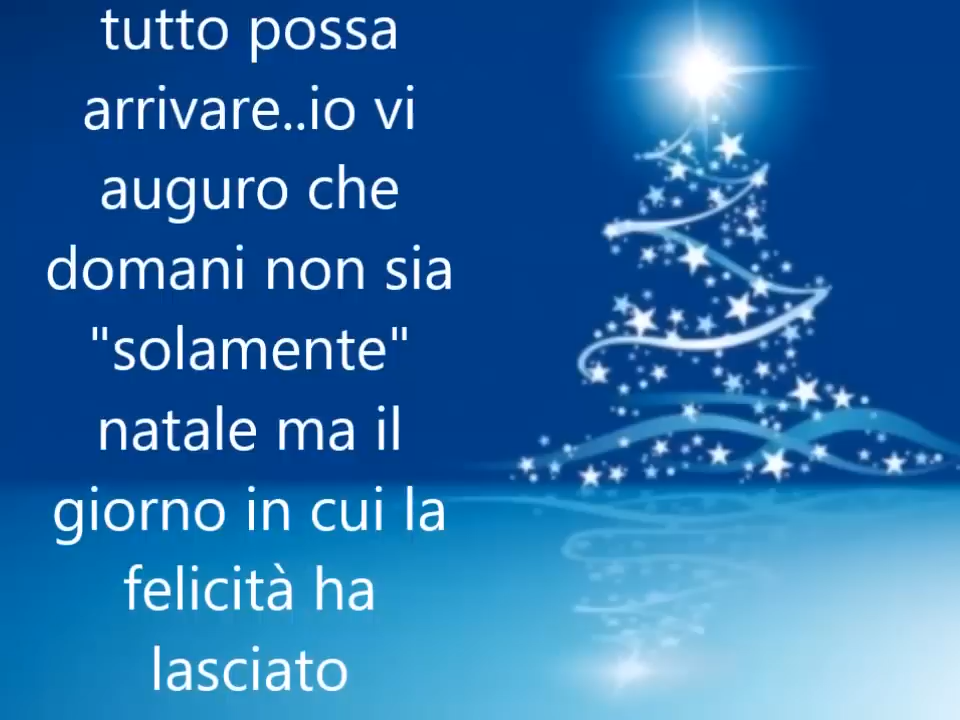 tutto possa
arrivare..io vi
auguro che
domani non sia
"solamente"
natale ma il
giorno in cui la
felicità ha
lasciato